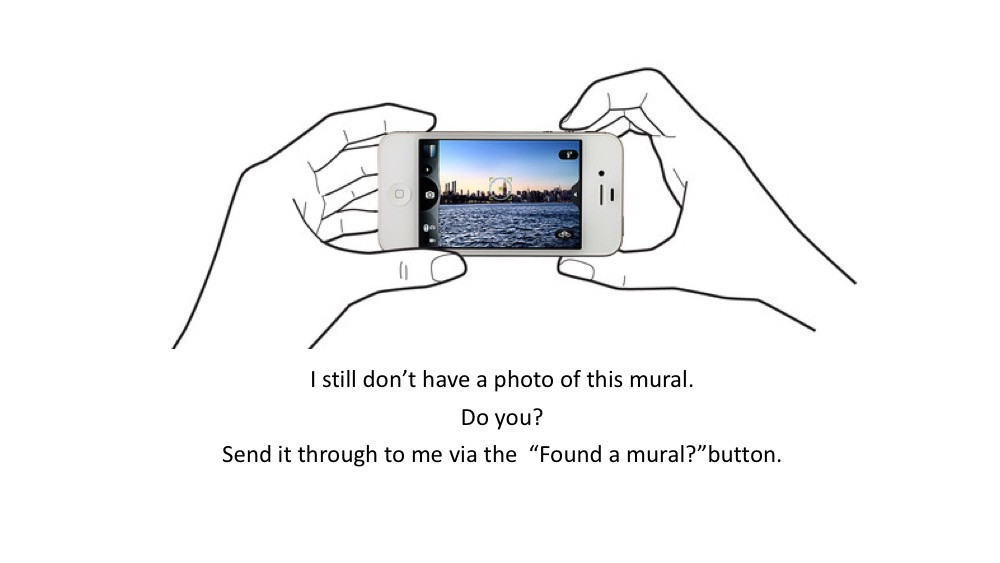 I still don’t have a photo of this mural.
Do you?
Send it through to me via the  “Found a mural?”button.